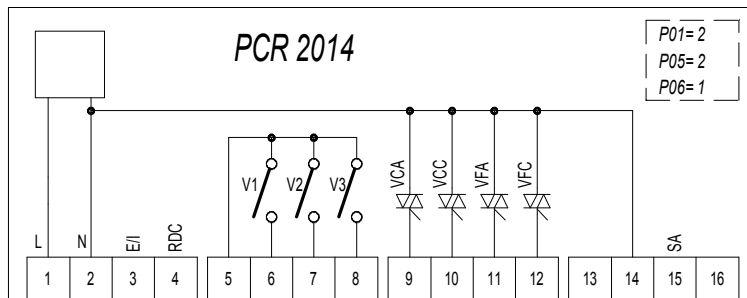 PCR 2014
P01= 2
P05= 2
P06= 1
V1 V2 V3 VCA VCC VFA VFC
L N E/I RDC SA
1 2 3 4 5 6 7 8 9 10 11 12 13 14 15 16